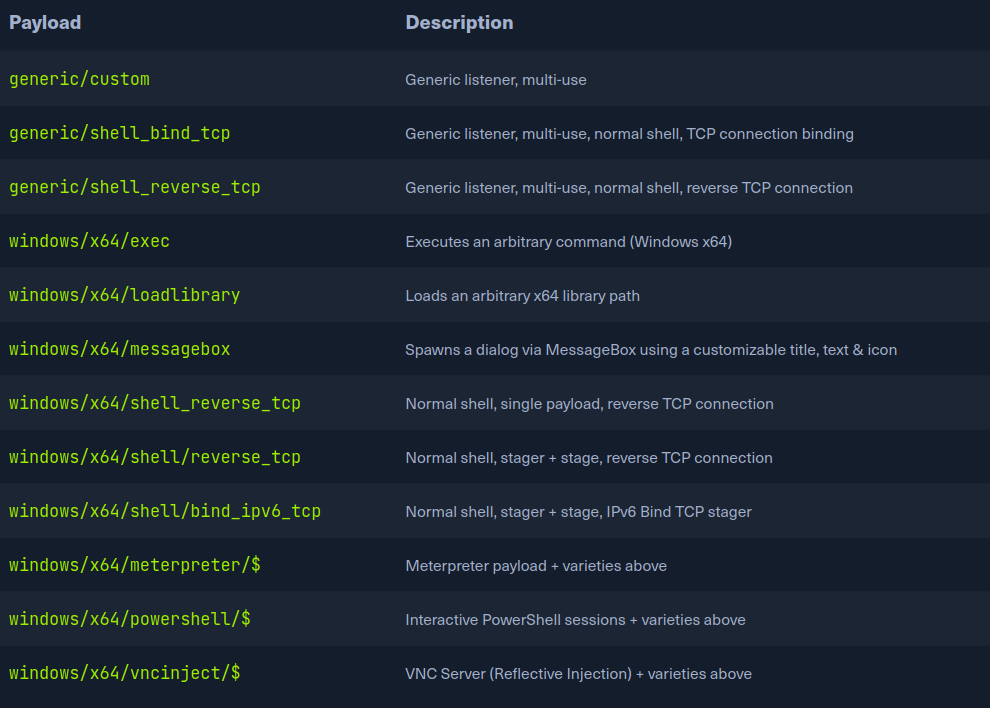 Payload Description
generic/custom Generic listener, multi-use
generic/shell_bind_tcp Generic listener, multi-use, normal shell, TCP connection binding
generic/shell_reverse_tcp Generic listener, multi-use, normal shell, reverse TCP connection
windows/x64/exec Executes an arbitrary command (Windows x64)
windows/x64/loadlibrary Loads an arbitrary x64 library path
windows/x64/messagebox Spawns a dialog via MessageBox using a customizable title, text & icon
windows/x64/shell_reverse_tcp Normal shell, single payload, reverse TCP connection
windows/x64/shell/reverse_tcp Normal shell, stager + stage, reverse TCP connection
windows/x64/shell/bind_ipv6_tcp Normal shell, stager + stage, IPv6 Bind TCP stager
windows/x64/meterpreter/$ Meterpreter payload + varieties above
windows/x64/powershell/$ Interactive PowerShell sessions + varieties above
windows/x64/vncinject/$ VNC Server (Reflective Injection) + varieties above